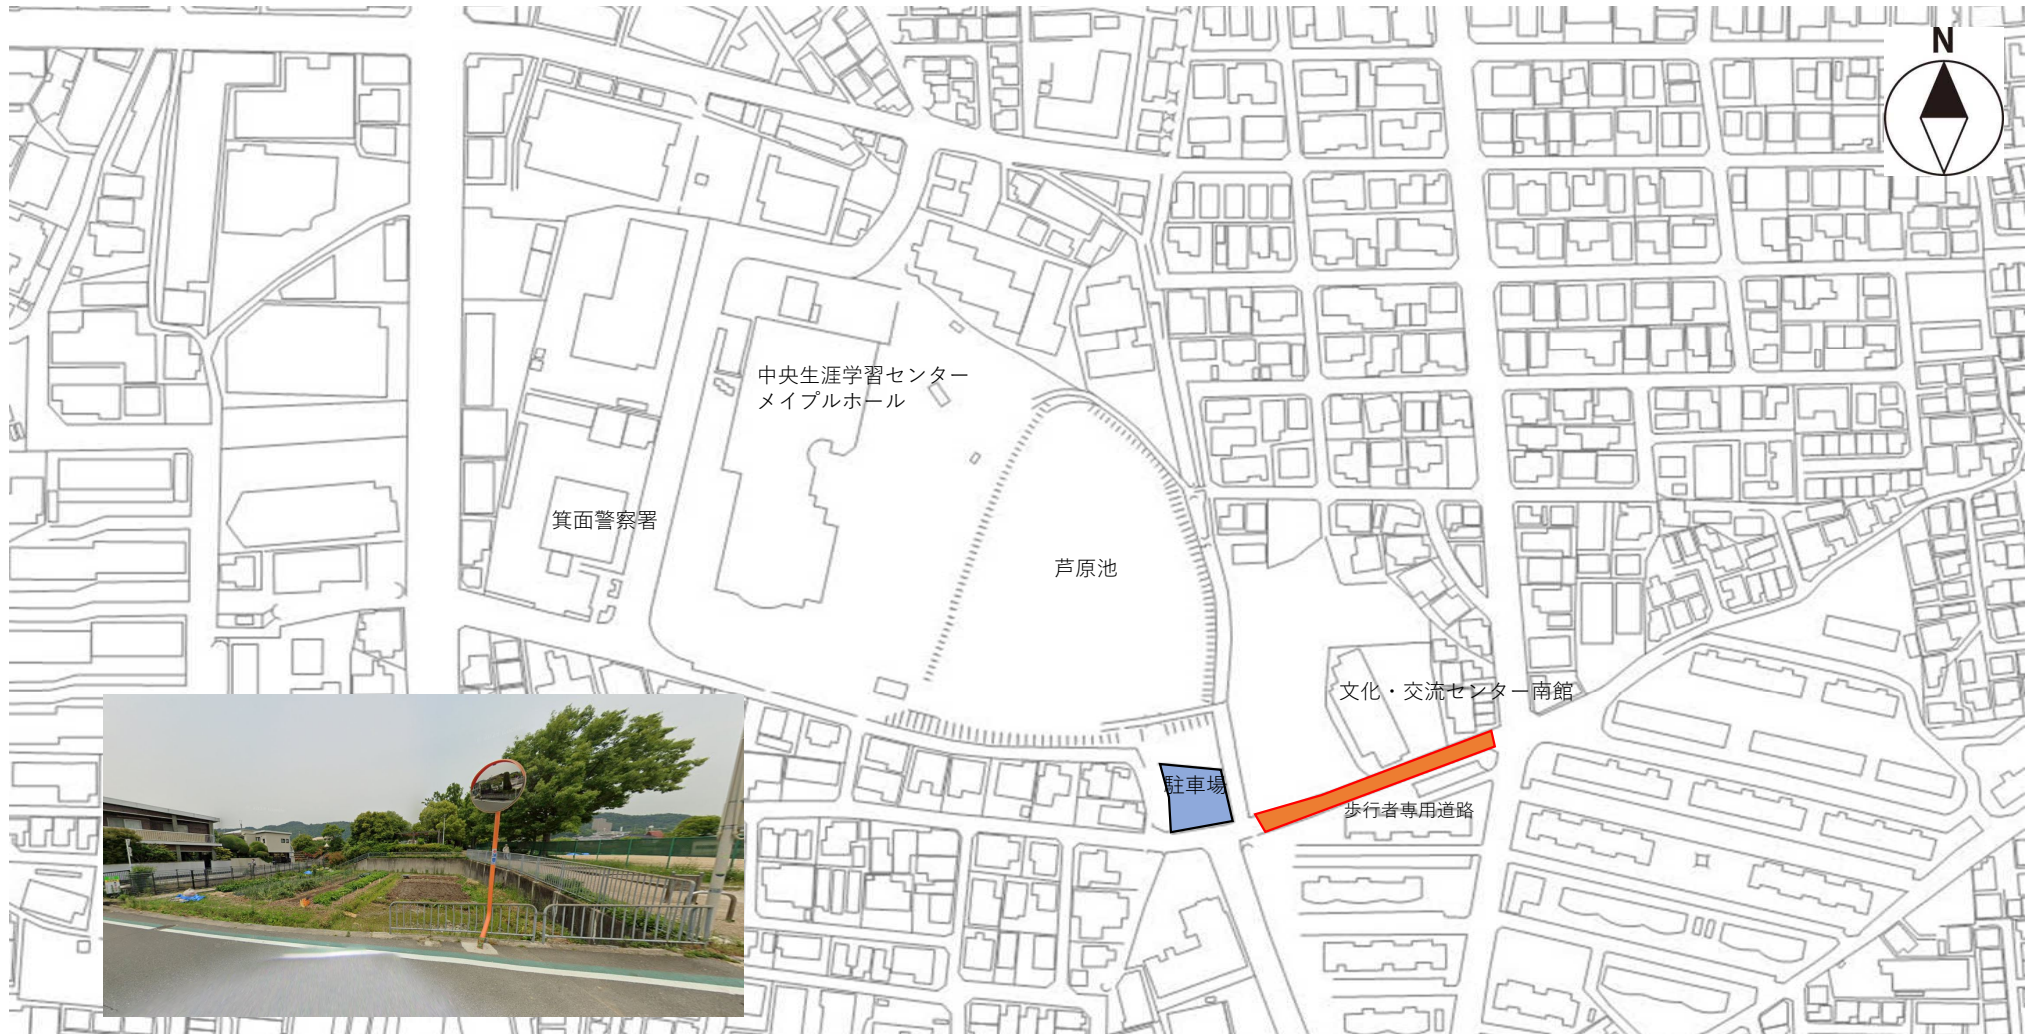 N
中央生涯学習センター
メイプルホール
箕面警察署
芦原池
文化・交流センター南館
駐車場
歩行者専用道路